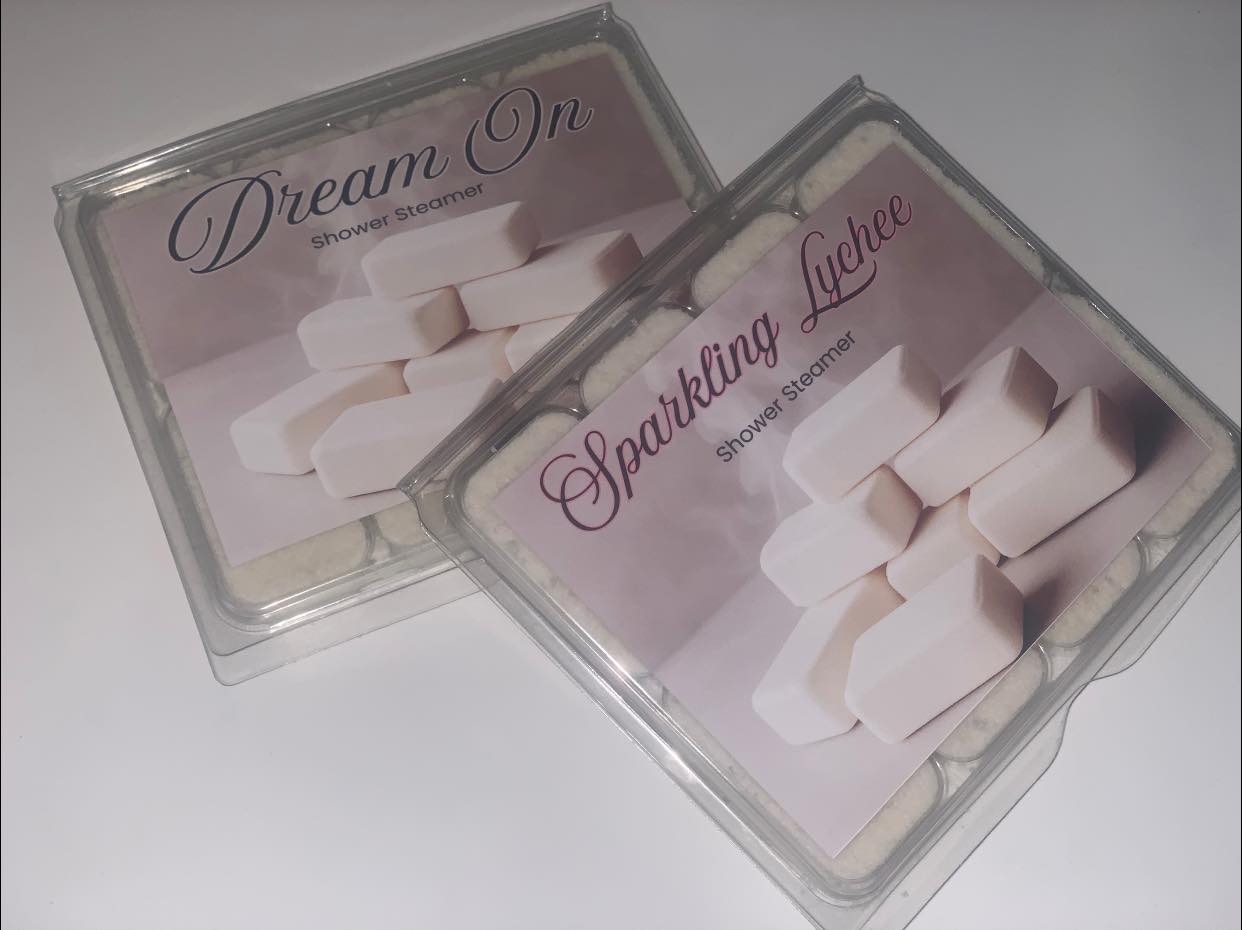 Dream On
Shower Steamer
Sparkling Lychee
Shower Steamer